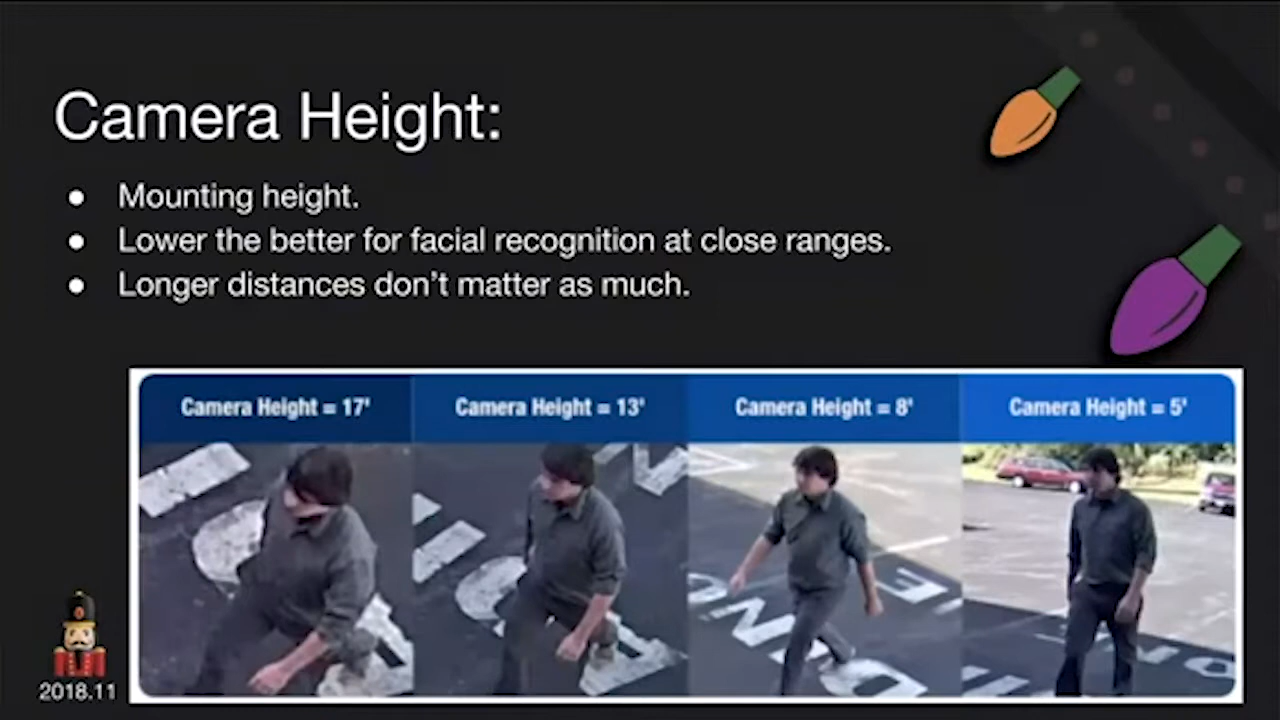 Camera Height:
● Mounting height.
● Lower the better for facial recognition at close ranges.
● Longer distances don’t matter as much.
Camera Height = 17'
Camera Height = 13'
Camera Height = 8'
Camera Height = 5'
2018.11